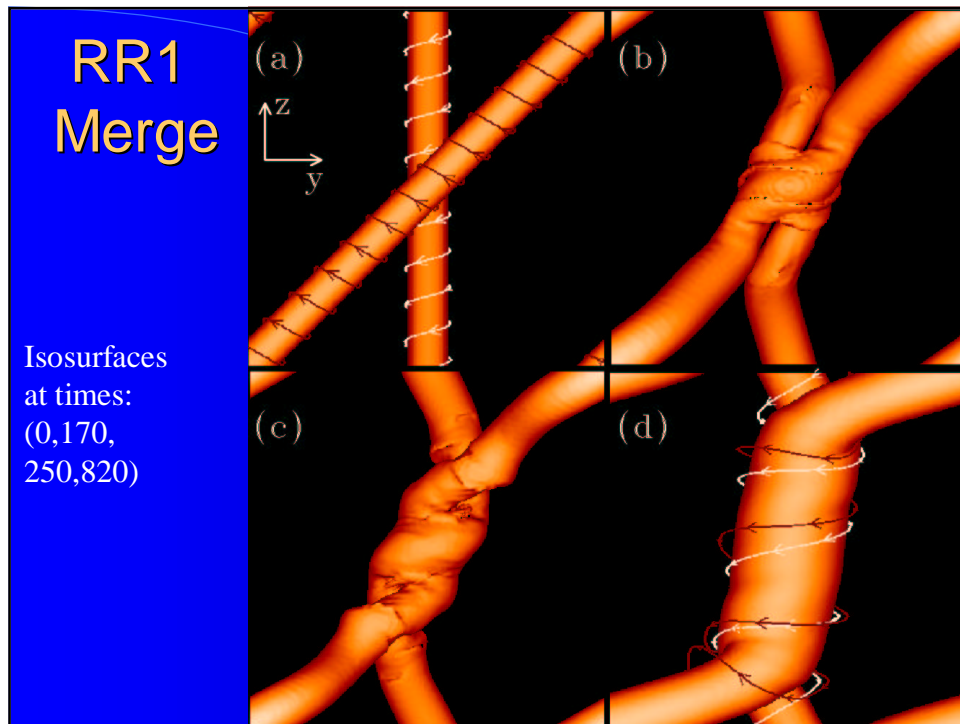 RR1
Merge
Isosurfaces
at times:
(0,170,
250,820)
(a)
z
y
(b)
(c)
(d)